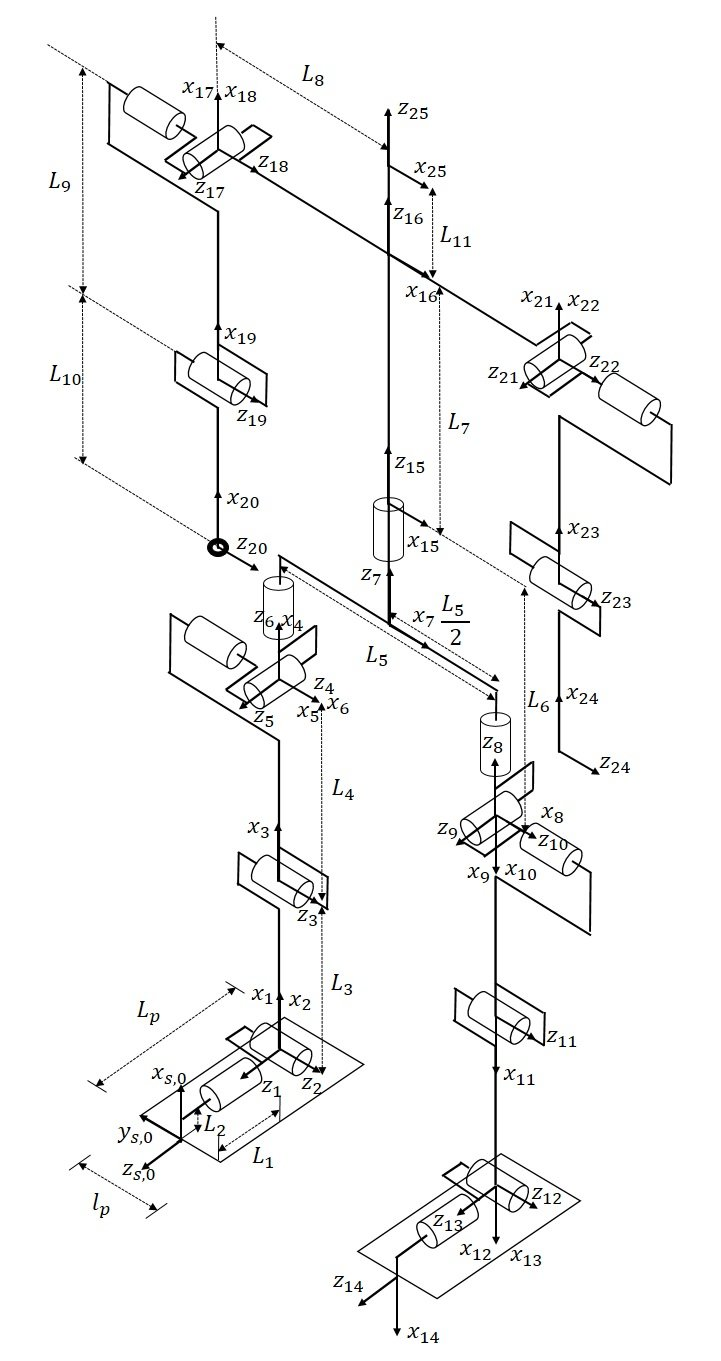 L₈
x₁₇ x₁₈
z₂₅
z₁₈
x₂₅
z₁₇
L₉
z₁₆
L₁₁
x₁₆
x₂₁ x₂₂
x₁₉
z₂₂
z₂₁
L₁₀
z₁₉
L₇
z₁₅
x₂₀
x₂₃
z₂₀
x₁₅
z₇
z₂₃
z₆ x₄
x₇ L₅/2
L₅
z₄
x₅ x₆
z₅
L₆
x₂₄
z₈
z₂₄
L₄
x₈
z₉
z₁₀
x₃
x₉ x₁₀
z₃
L₃
x₁ x₂
Lₚ
z₁₁
x₁₁
xₛ,₀
z₁ z₂
yₛ,₀
L₂
zₛ,₀
L₁
lₚ
z₁₂
z₁₃
x₁₂ x₁₃
z₁₄
x₁₄